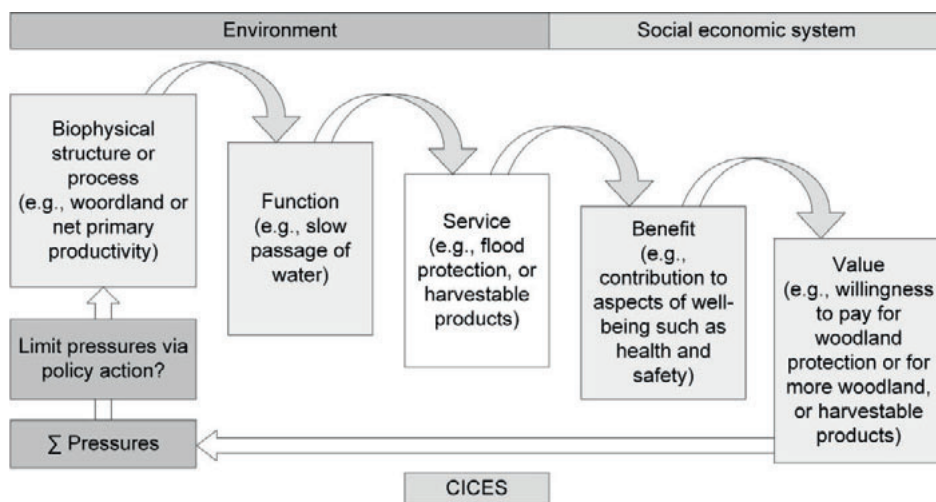 Environment
Social economic system
Biophysical
structure or
process
(e.g., woordland or
net primary
productivity)
Function
(e.g., slow
passage of
water)
Service
(e.g., flood
protection, or
harvestable
products)
Benefit
(e.g.,
contribution to
aspects of well-
being such as
health and
safety)
Value
(e.g., willingness
to pay for
woodland
protection or for
more woodland,
or harvestable
products)
Limit pressures via
policy action?
∑ Pressures
CICES